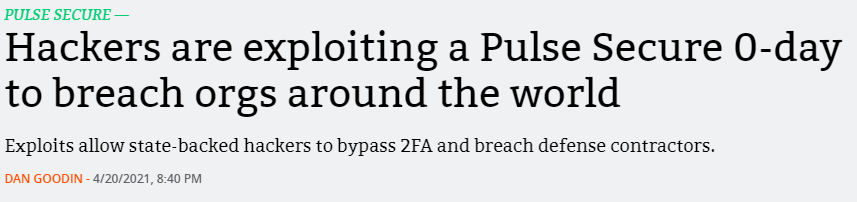 PULSE SECURE —
Hackers are exploiting a Pulse Secure 0-day
to breach orgs around the world
Exploits allow state-backed hackers to bypass 2FA and breach defense contractors.
DAN GOODIN - 4/20/2021, 8:40 PM